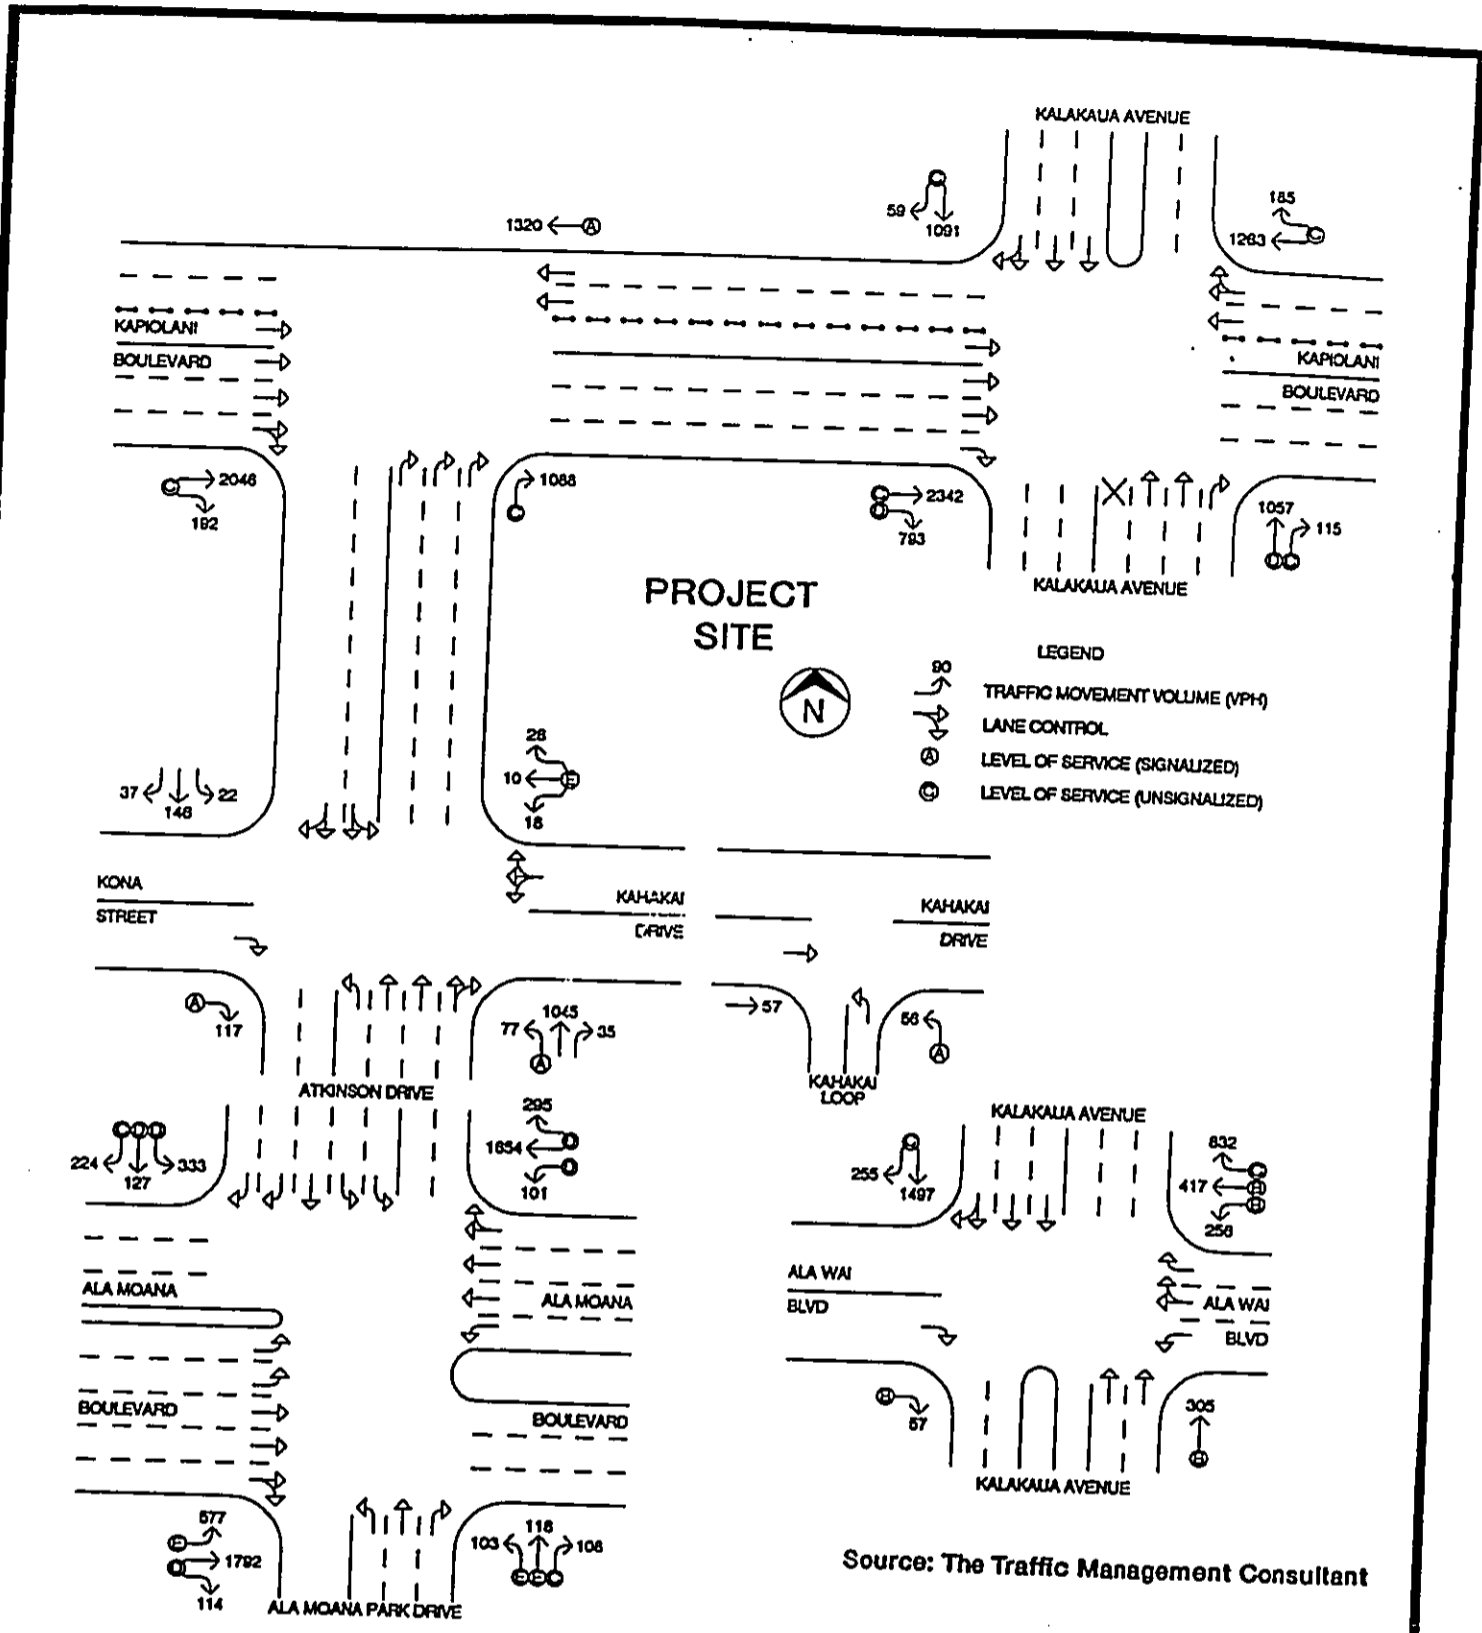 KALAKAUA AVENUE
59
1091
185
1263
1320
KAPIOLANI
BOULEVARD
KAPIOLANI
BOULEVARD
2046
192
1088
2342
793
1057
115
KALAKAUA AVENUE
PROJECT
SITE
N
LEGEND
90
TRAFFIC MOVEMENT VOLUME (VPH)
LANE CONTROL
A LEVEL OF SERVICE (SIGNALIZED)
C LEVEL OF SERVICE (UNSIGNALIZED)
28
10
18
37
146
22
KONA
STREET
KAHAKAI
DRIVE
KAHAKAI
DRIVE
A
117
77
1045
35
A
57
56
A
KAHAKAI
LOOP
ATKINSON DRIVE
224
127
333
295
1654
101
KALAKAUA AVENUE
255
1497
832
417
256
ALA MOANA
BOULEVARD
ALA MOANA
BOULEVARD
ALA WAI
BLVD
ALA WAI
BLVD
57
305
KALAKAUA AVENUE
577
1792
114
103
118
106
ALA MOANA PARK DRIVE
Source: The Traffic Management Consultant